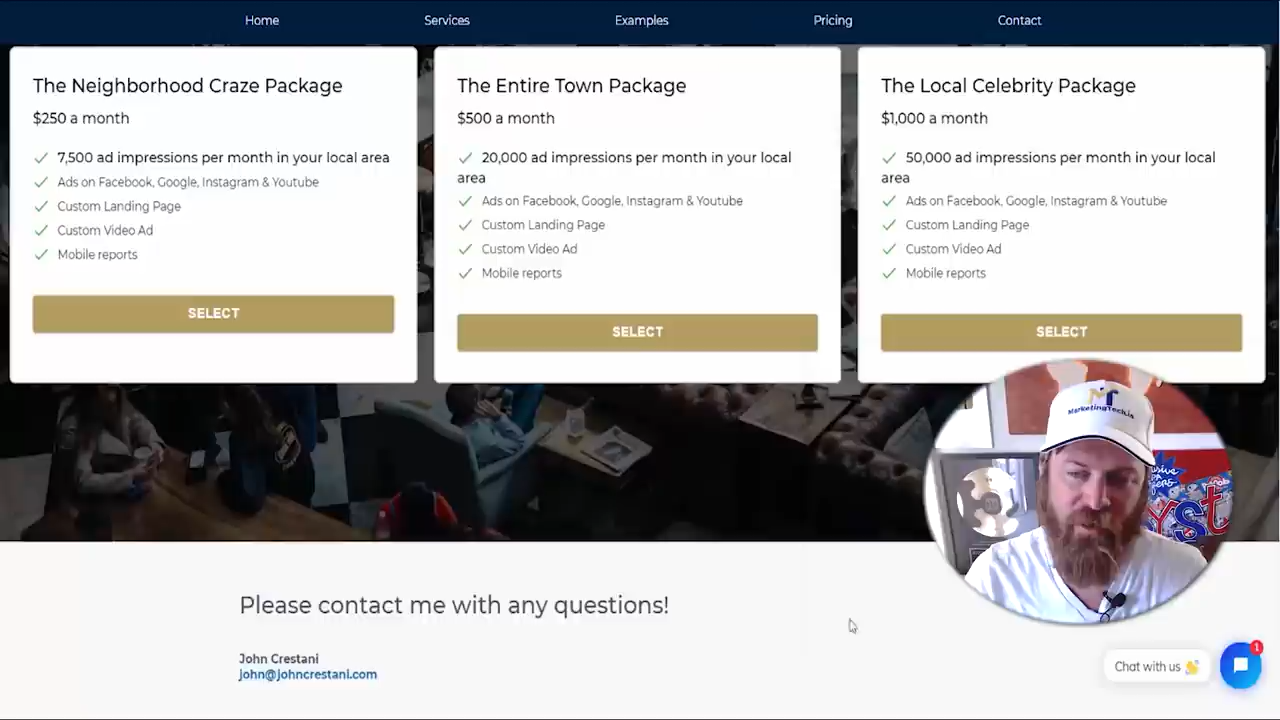 Home
Services
Examples
Pricing
Contact
The Neighborhood Craze Package
$250 a month
7,500 ad impressions per month in your local area
Ads on Facebook, Google, Instagram & Youtube
Custom Landing Page
Custom Video Ad
Mobile reports
SELECT
The Entire Town Package
$500 a month
20,000 ad impressions per month in your local
area
Ads on Facebook, Google, Instagram & Youtube
Custom Landing Page
Custom Video Ad
Mobile reports
SELECT
The Local Celebrity Package
$1,000 a month
50,000 ad impressions per month in your local
area
Ads on Facebook, Google, Instagram & Youtube
Custom Landing Page
Custom Video Ad
Mobile reports
SELECT
MT
MarketingTech.io
Please contact me with any questions!
John Crestani
john@johncrestani.com
Chat with us 👋
1